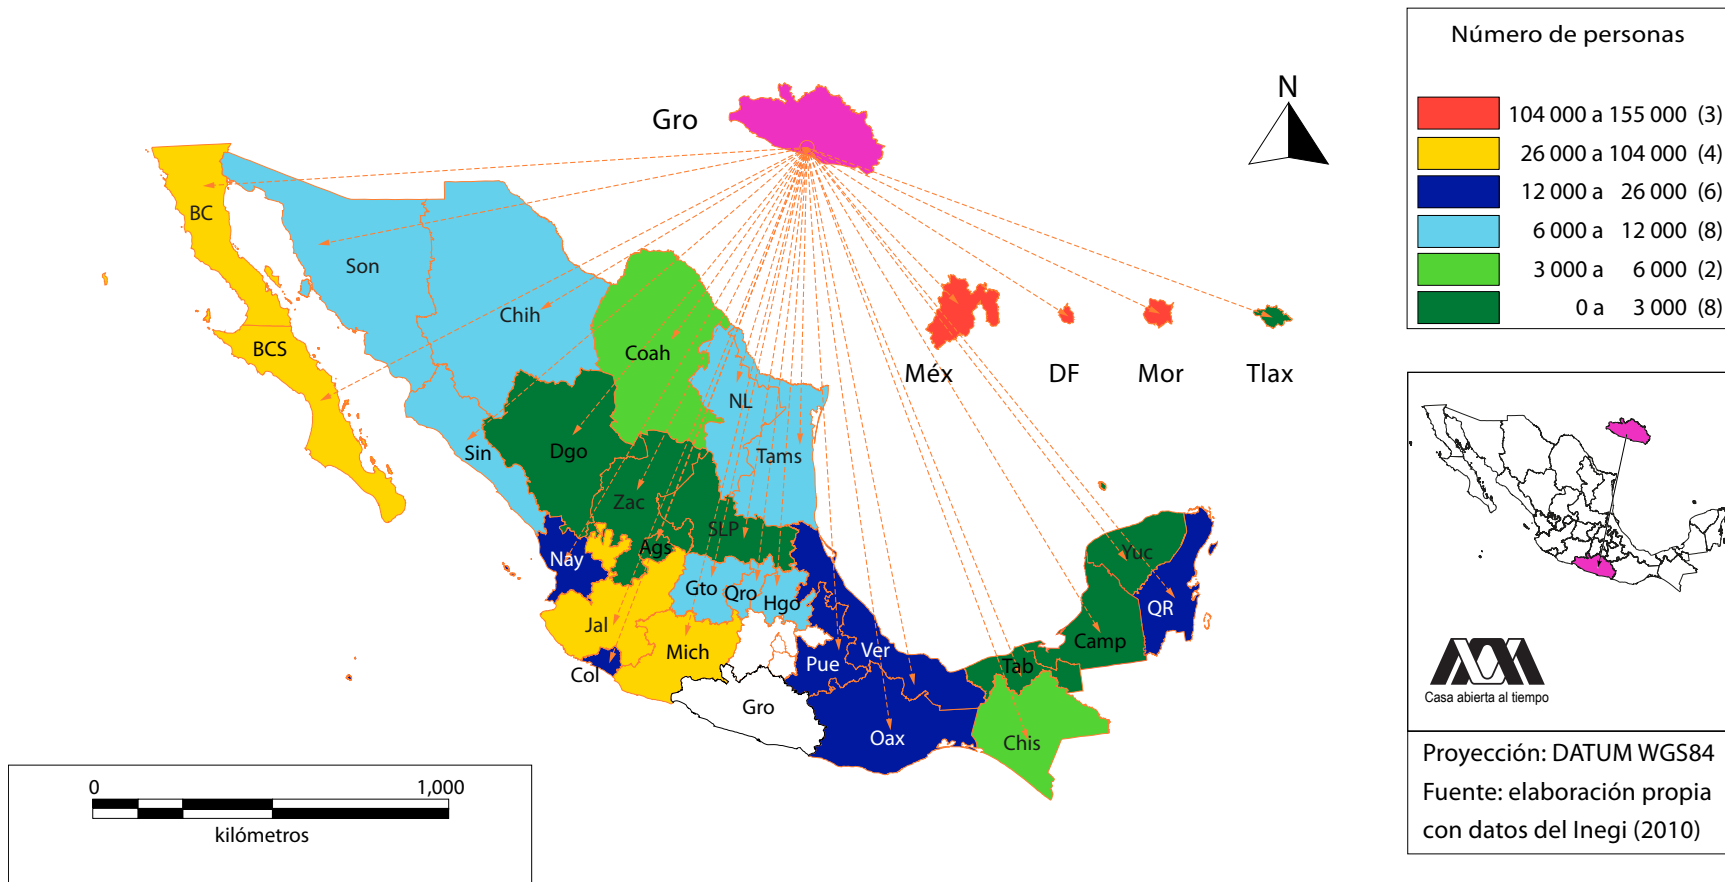 Número de personas
104 000 a 155 000 (3)
26 000 a 104 000 (4)
12 000 a 26 000 (6)
6 000 a 12 000 (8)
3 000 a 6 000 (2)
0 a 3 000 (8)
N
Gro
BC
Son
Chih
BCS
Coah
Méx
DF
Mor
Tlax
NL
Sin
Dgo
Tams
Zac
SLP
Nay
Ags
Yuc
Gto
Qro
Hgo
QR
Jal
Mich
Pue
Ver
Camp
Col
Tab
Gro
Oax
Chis
0 1,000
kilómetros
Casa abierta al tiempo
Proyección: DATUM WGS84
Fuente: elaboración propia
con datos del Inegi (2010)